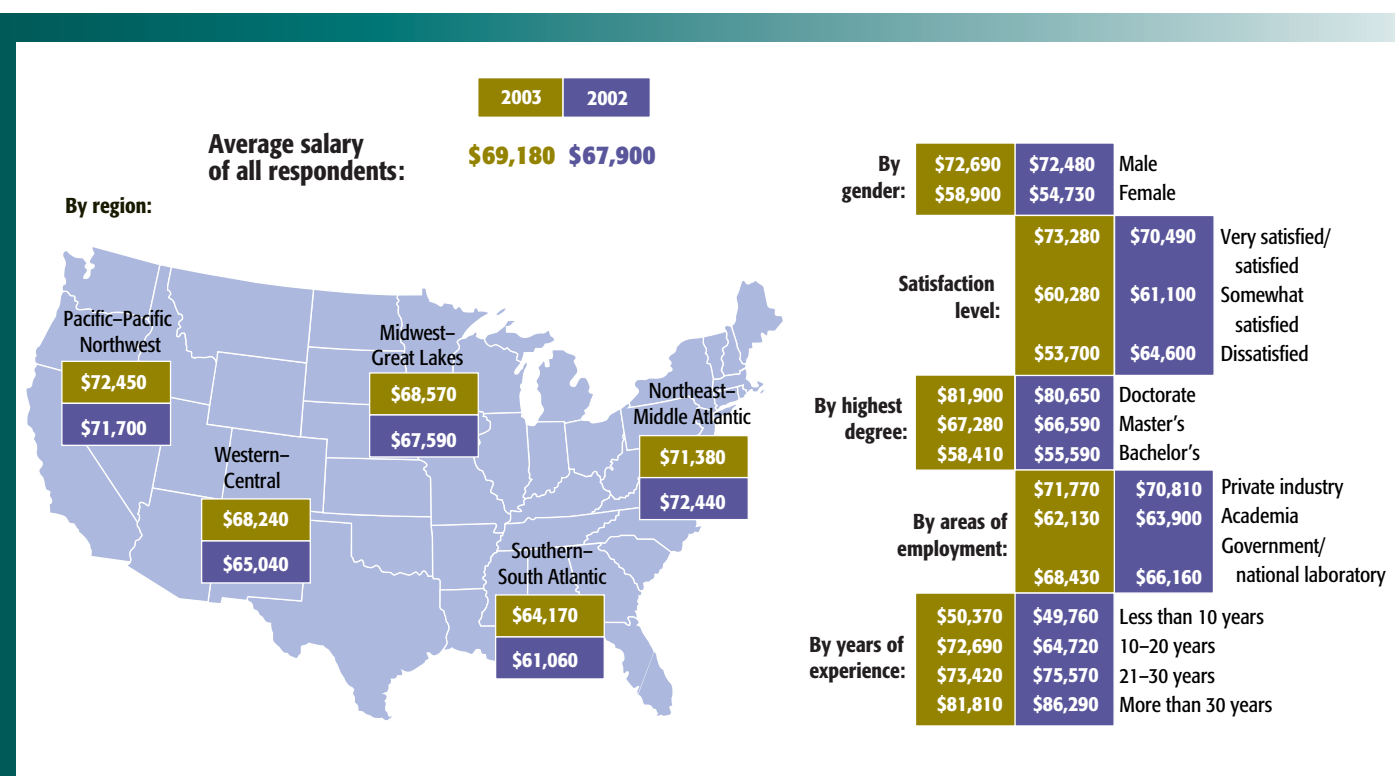 2003 2002
Average salary
of all respondents:
$69,180 $67,900
By region:
Pacific–Pacific
Northwest
$72,450
$71,700
Midwest–
Great Lakes
$68,570
$67,590
Northeast–
Middle Atlantic
$71,380
$72,440
Western–
Central
$68,240
$65,040
Southern–
South Atlantic
$64,170
$61,060
By
gender:
$72,690 $72,480 Male
$58,900 $54,730 Female
Satisfaction
level:
$73,280 $70,490 Very satisfied/
satisfied
$60,280 $61,100 Somewhat
satisfied
$53,700 $64,600 Dissatisfied
By highest
degree:
$81,900 $80,650 Doctorate
$67,280 $66,590 Master's
$58,410 $55,590 Bachelor's
By areas of
employment:
$71,770 $70,810 Private industry
$62,130 $63,900 Academia
Government/
$68,430 $66,160 national laboratory
By years of
experience:
$50,370 $49,760 Less than 10 years
$72,690 $64,720 10–20 years
$73,420 $75,570 21–30 years
$81,810 $86,290 More than 30 years